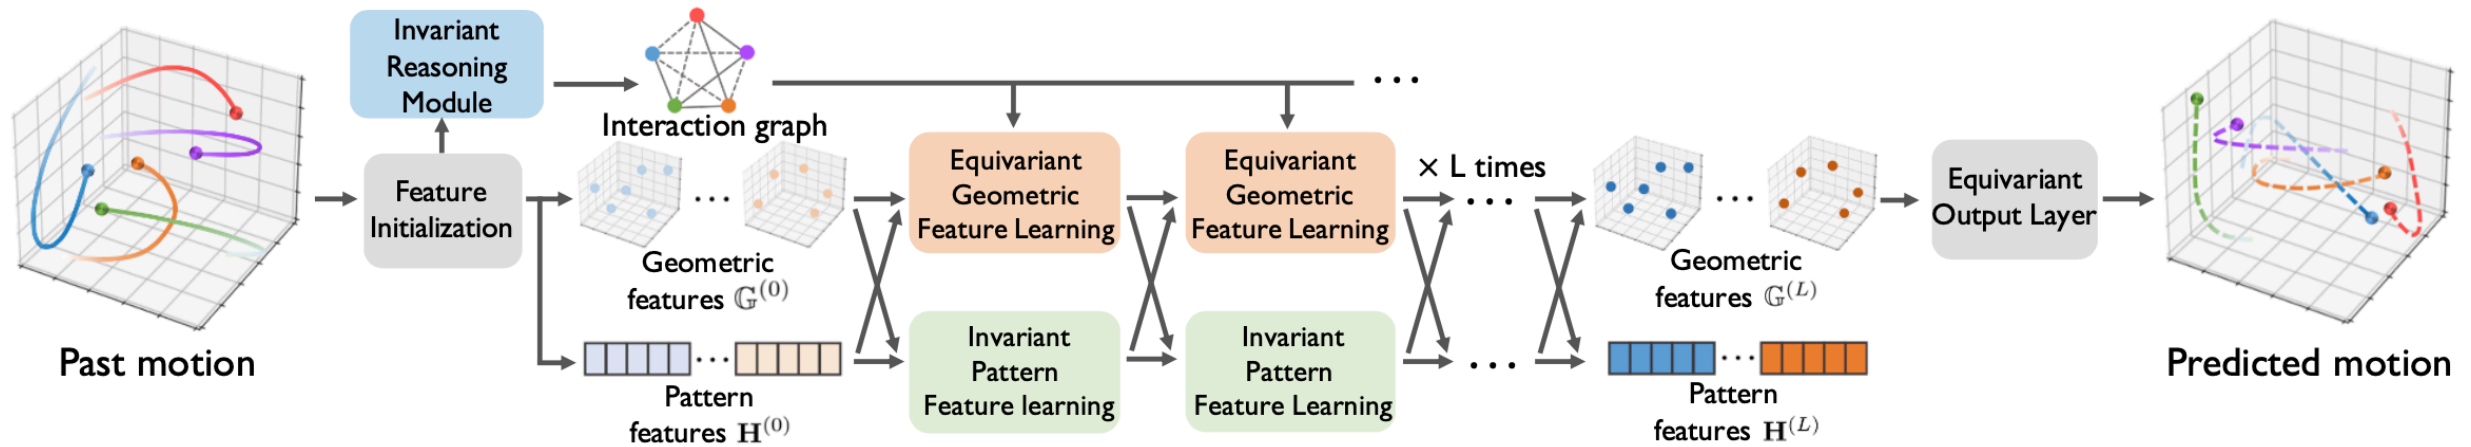 Past motion
Invariant
Reasoning
Module
Feature
Initialization
Interaction graph
Geometric
features 𝔾⁽⁰⁾
Pattern
features 𝐇⁽⁰⁾
Equivariant
Geometric
Feature Learning
Invariant
Pattern
Feature learning
Equivariant
Geometric
Feature Learning
Invariant
Pattern
Feature Learning
× L times
Geometric
features 𝔾⁽ᴸ⁾
Pattern
features 𝐇⁽ᴸ⁾
Equivariant
Output Layer
Predicted motion